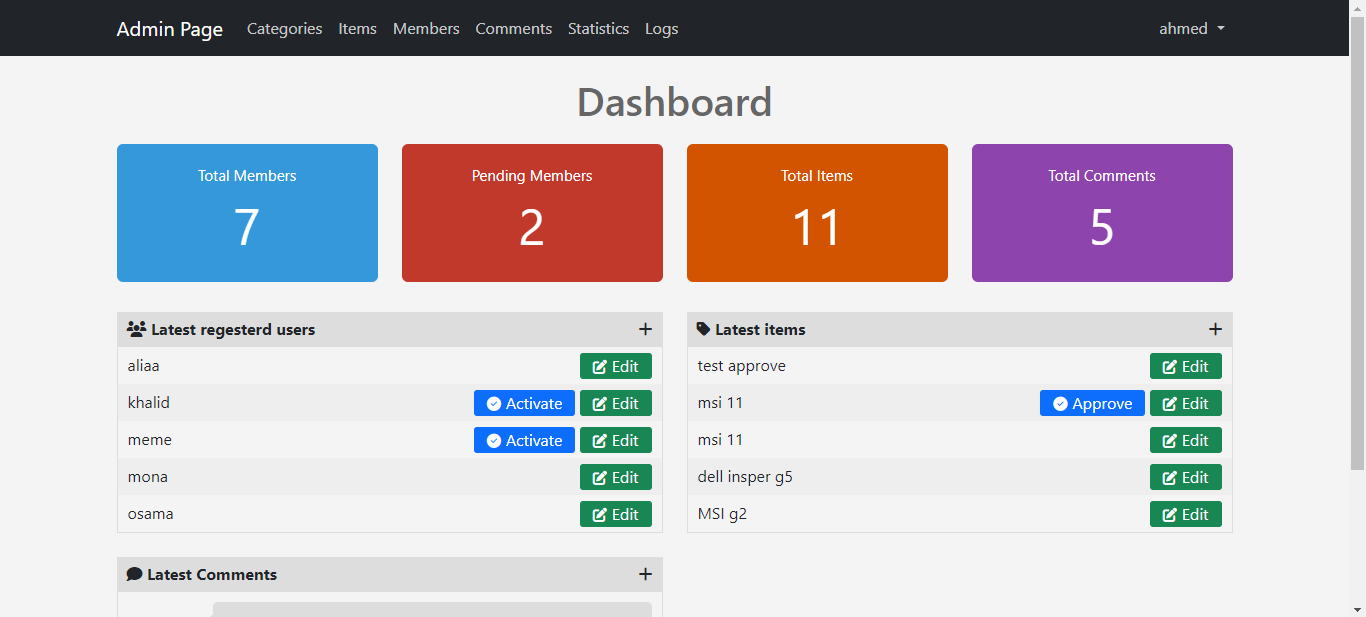 Admin Page Categories Items Members Comments Statistics Logs ahmed
Dashboard
Total Members
7
Pending Members
2
Total Items
11
Total Comments
5
Latest regesterd users
aliaa Edit
khalid Activate Edit
meme Activate Edit
mona Edit
osama Edit
Latest items
test approve Edit
msi 11 Approve Edit
msi 11 Edit
dell insper g5 Edit
MSI g2 Edit
Latest Comments